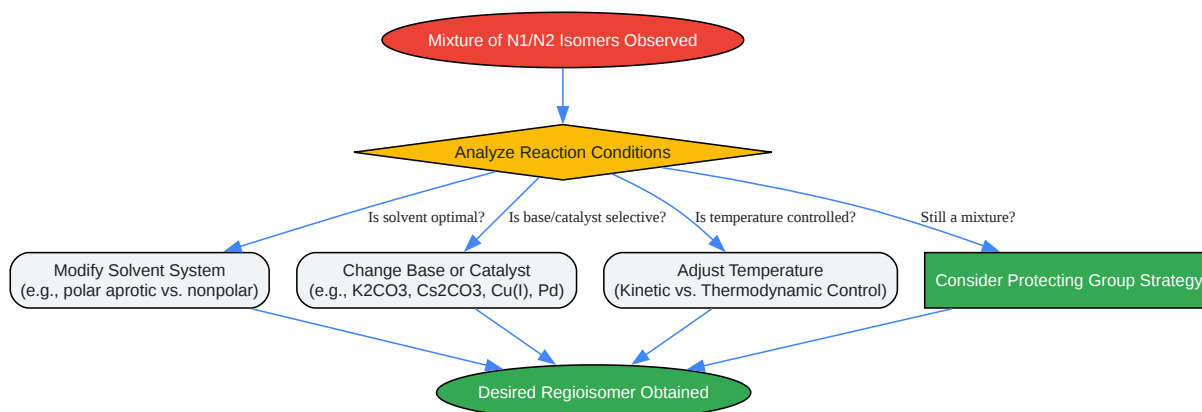 Mixture of N1/N2 Isomers Observed
Analyze Reaction Conditions
Is solvent optimal?
Is base/catalyst selective?
Is temperature controlled?
Still a mixture?
Modify Solvent System
(e.g., polar aprotic vs. nonpolar)
Change Base or Catalyst
(e.g., K2CO3, Cs2CO3, Cu(I), Pd)
Adjust Temperature
(Kinetic vs. Thermodynamic Control)
Consider Protecting Group Strategy
Desired Regioisomer Obtained